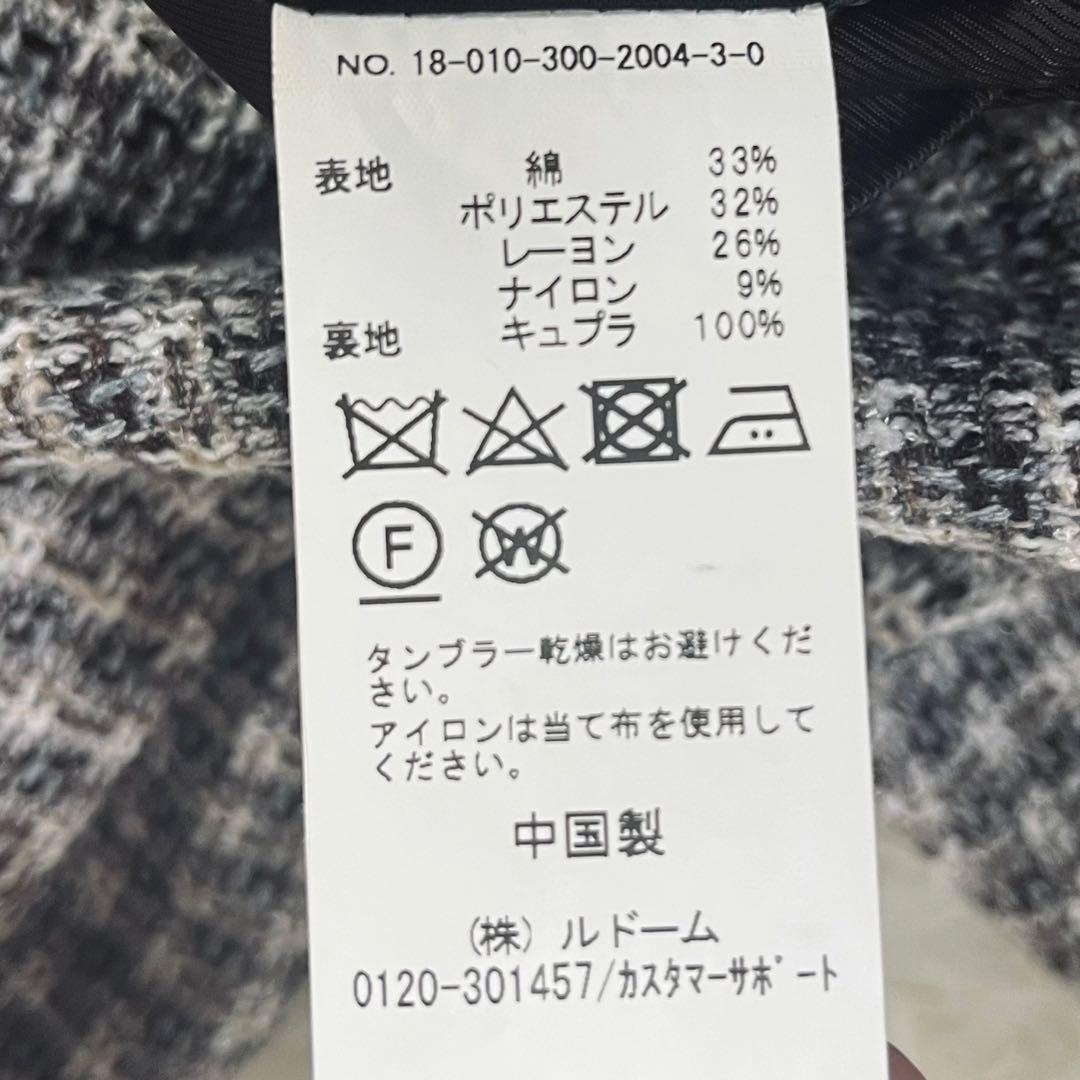 NO. 18-010-300-2004-3-0
表地 綿 33%
ポリエステル 32%
レーヨン 26%
ナイロン 9%
裏地 キュプラ 100%
F W
タンブラー乾燥はお避けくだ
さい。
アイロンは当て布を使用して
ください。
中国製
(株) ルドーム
0120-301457/ｶｽﾀﾏｰｻﾎﾟｰﾄ